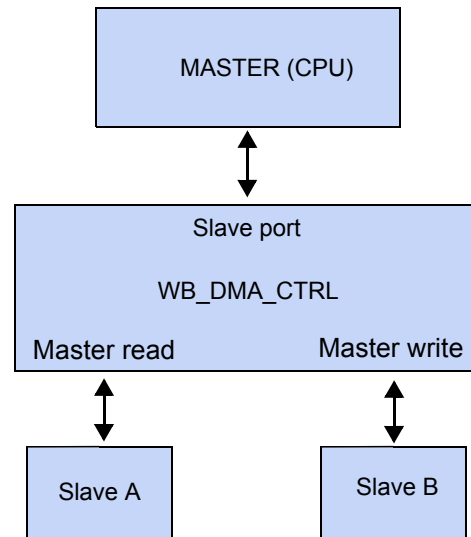 MASTER (CPU)
Slave port
WB_DMA_CTRL
Master read
Master write
Slave A
Slave B